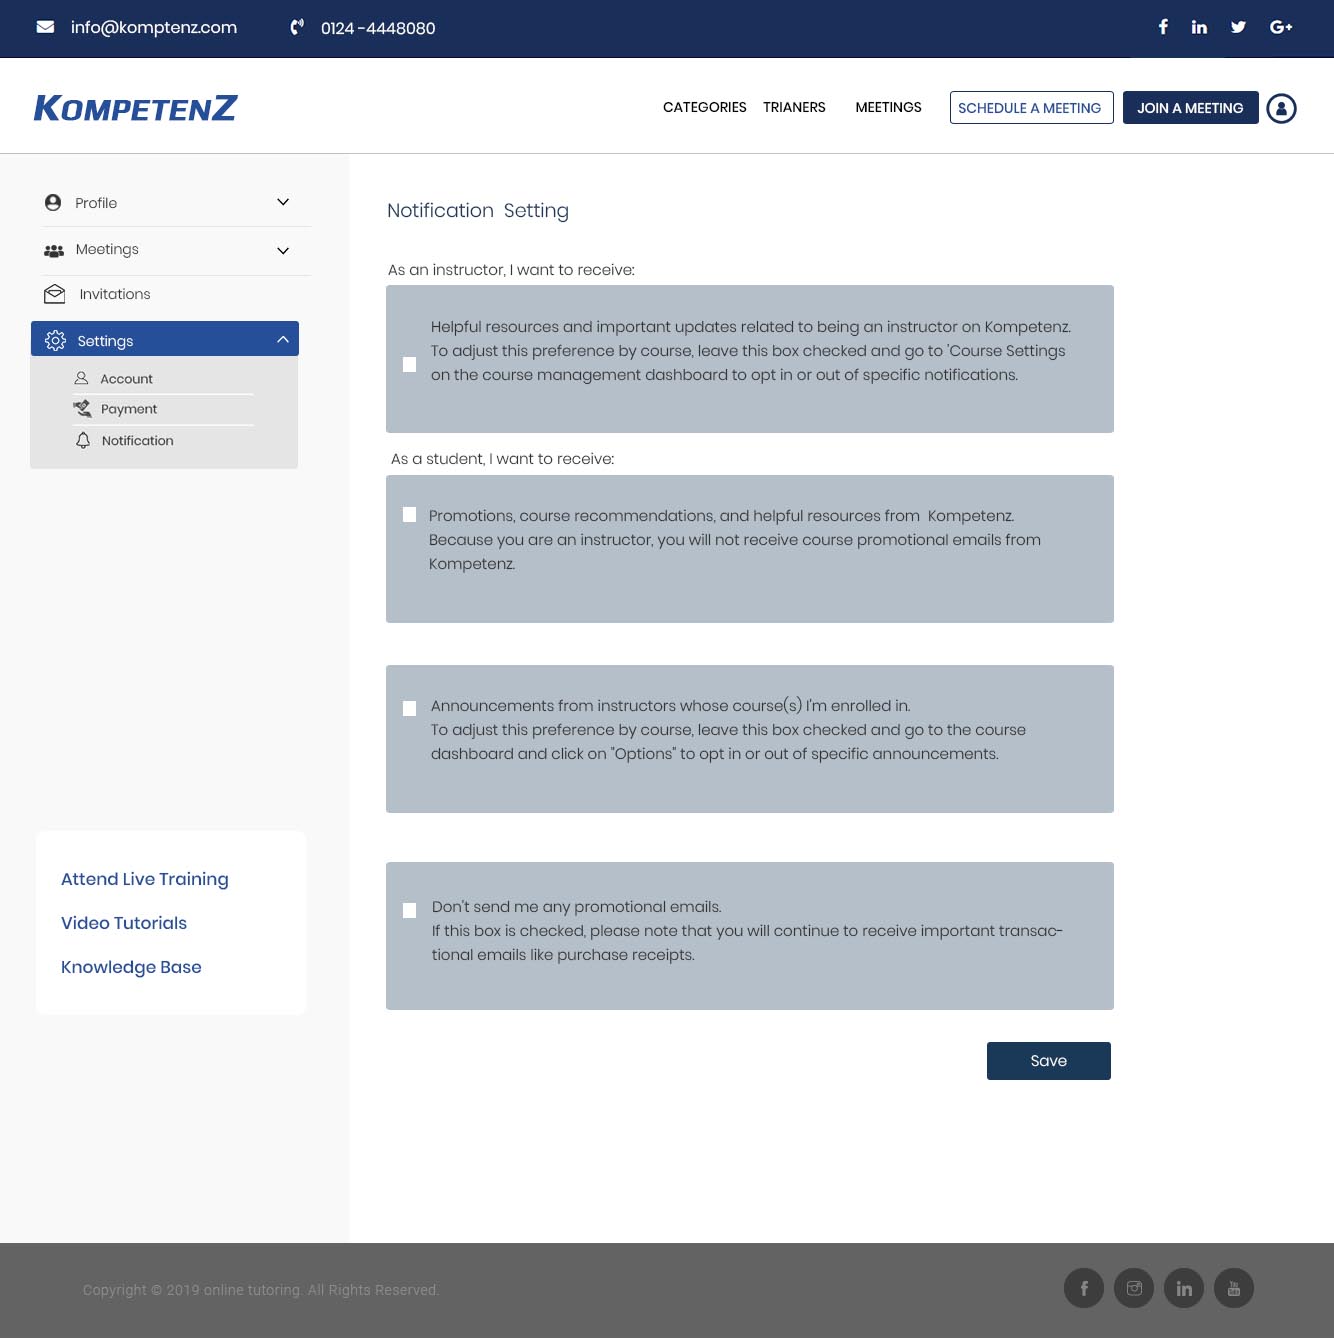 info@komptenz.com
0124 -4448080
KOMPETENZ
CATEGORIES
TRIANERS
MEETINGS
SCHEDULE A MEETING
JOIN A MEETING
Profile
Meetings
Invitations
Settings
Account
Payment
Notification
Attend Live Training
Video Tutorials
Knowledge Base
Notification Setting
As an instructor, I want to receive:
Helpful resources and important updates related to being an instructor on Kompetenz.
To adjust this preference by course, leave this box checked and go to 'Course Settings
on the course management dashboard to opt in or out of specific notifications.
As a student, I want to receive:
Promotions, course recommendations, and helpful resources from Kompetenz.
Because you are an instructor, you will not receive course promotional emails from
Kompetenz.
Announcements from instructors whose course(s) I'm enrolled in.
To adjust this preference by course, leave this box checked and go to the course
dashboard and click on "Options" to opt in or out of specific announcements.
Don't send me any promotional emails.
If this box is checked, please note that you will continue to receive important transac-
tional emails like purchase receipts.
Save
Copyright © 2019 online tutoring. All Rights Reserved.